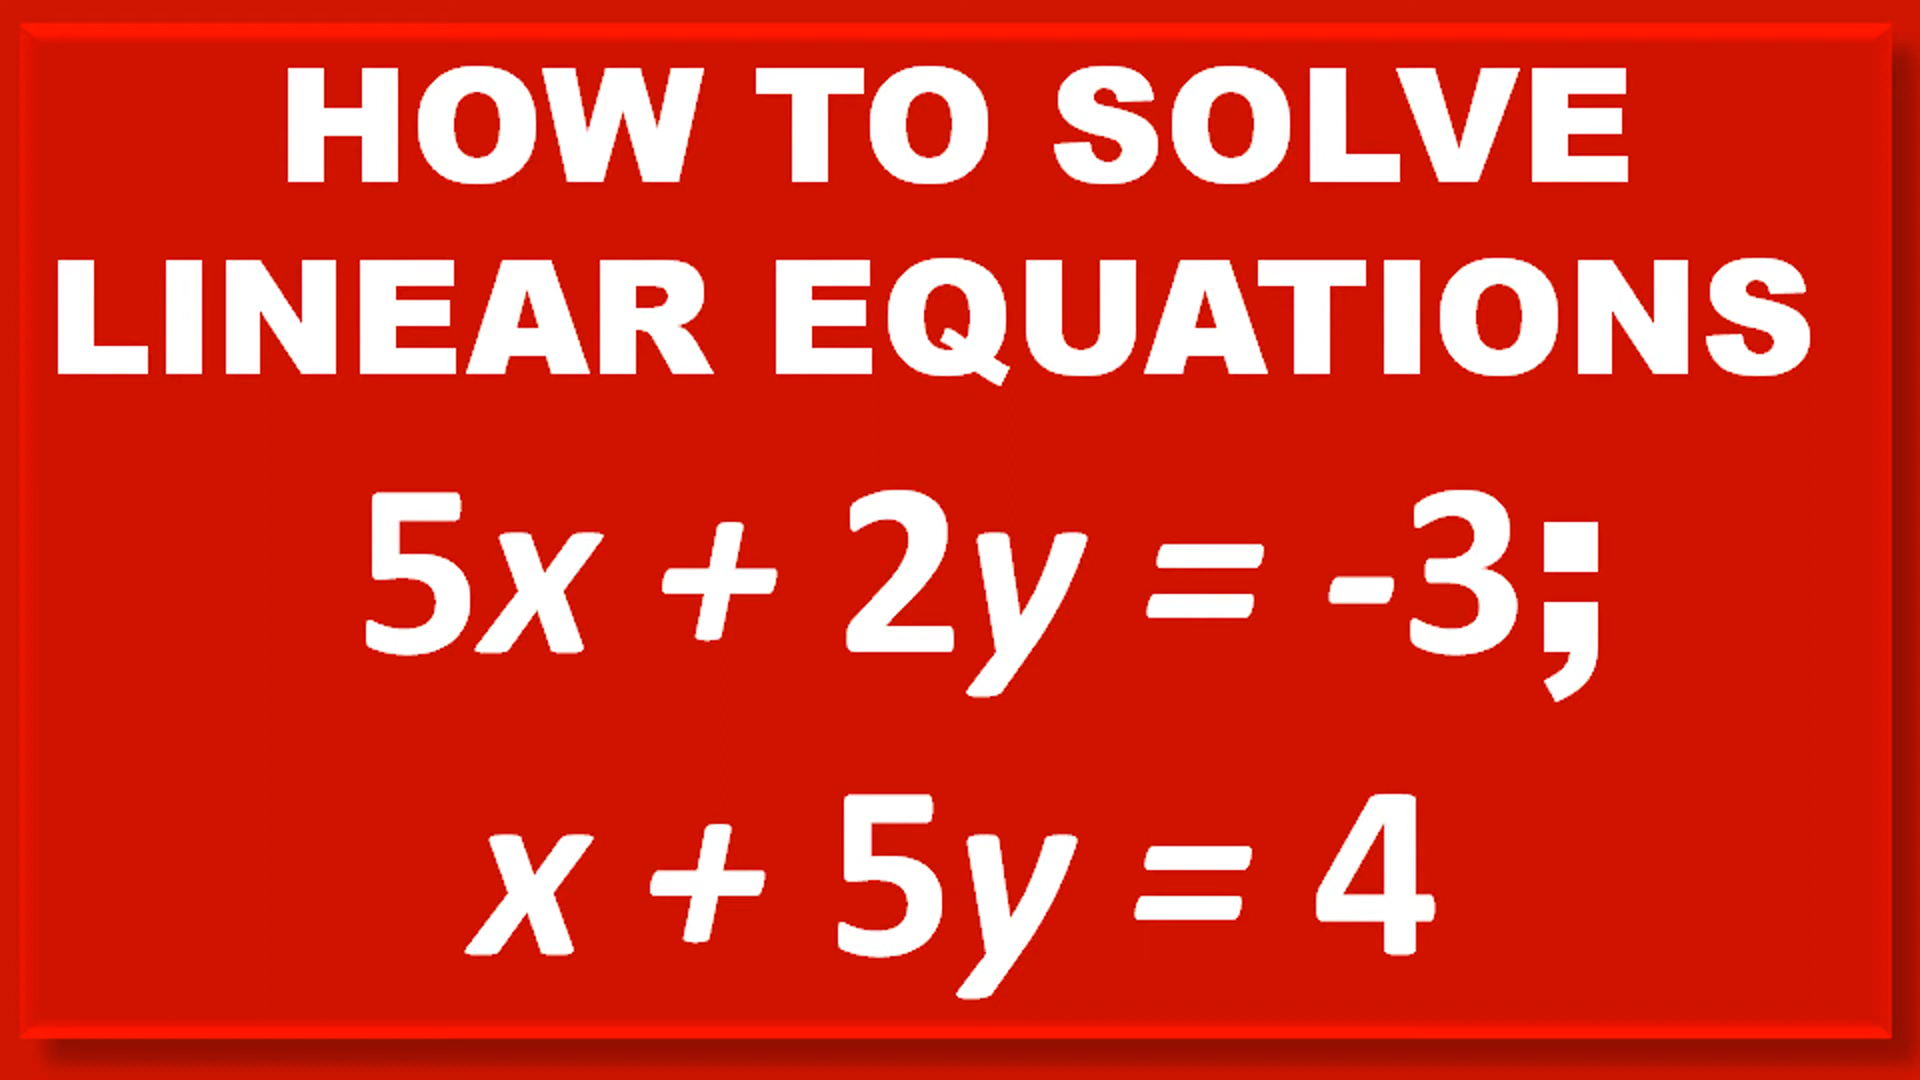 HOW TO SOLVE
LINEAR EQUATIONS
5x + 2y = -3;
x + 5y = 4